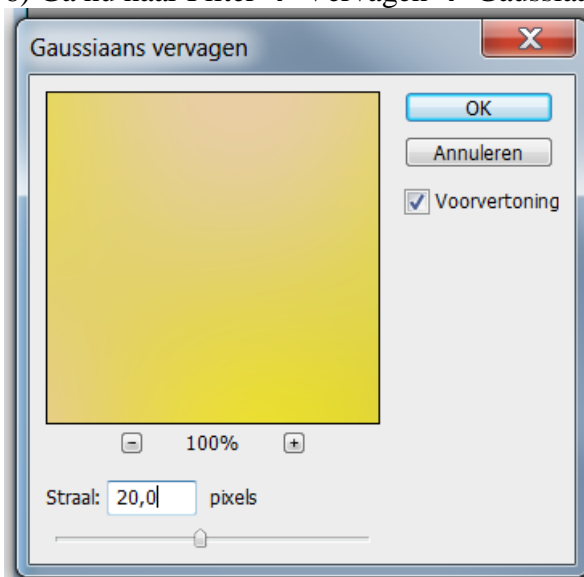 Gaussiaans vervagen
OK
Annuleren
Voorvertoning
100%
Straal: 20,0 pixels